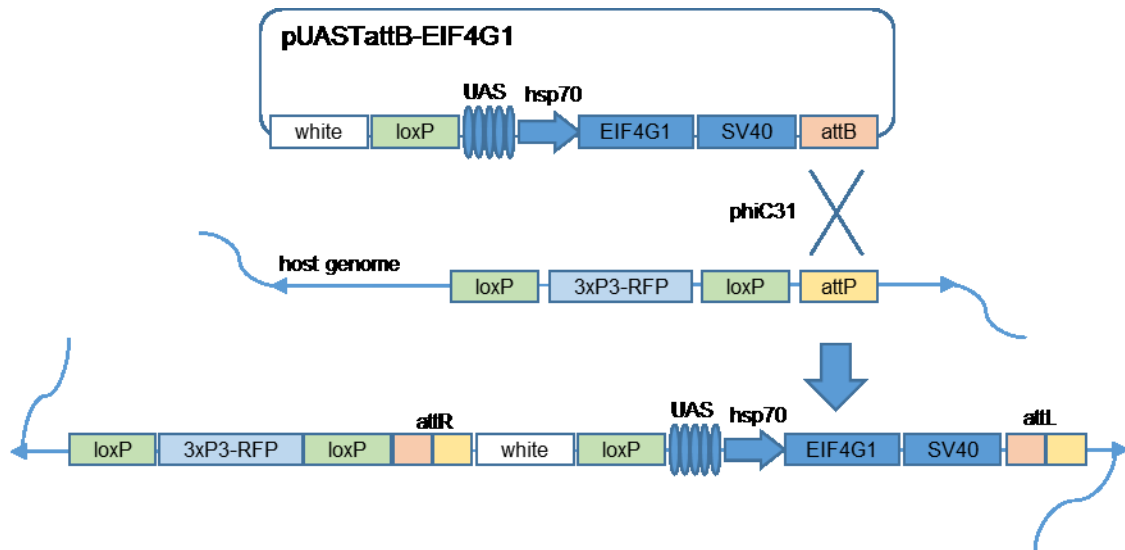 pUASTattB-EIF4G1
UAS
hsp70
white loxP EIF4G1 SV40 attB
phiC31
host genome
loxP 3xP3-RFP loxP attP
UAS hsp70
attR attL
loxP 3xP3-RFP loxP white loxP EIF4G1 SV40